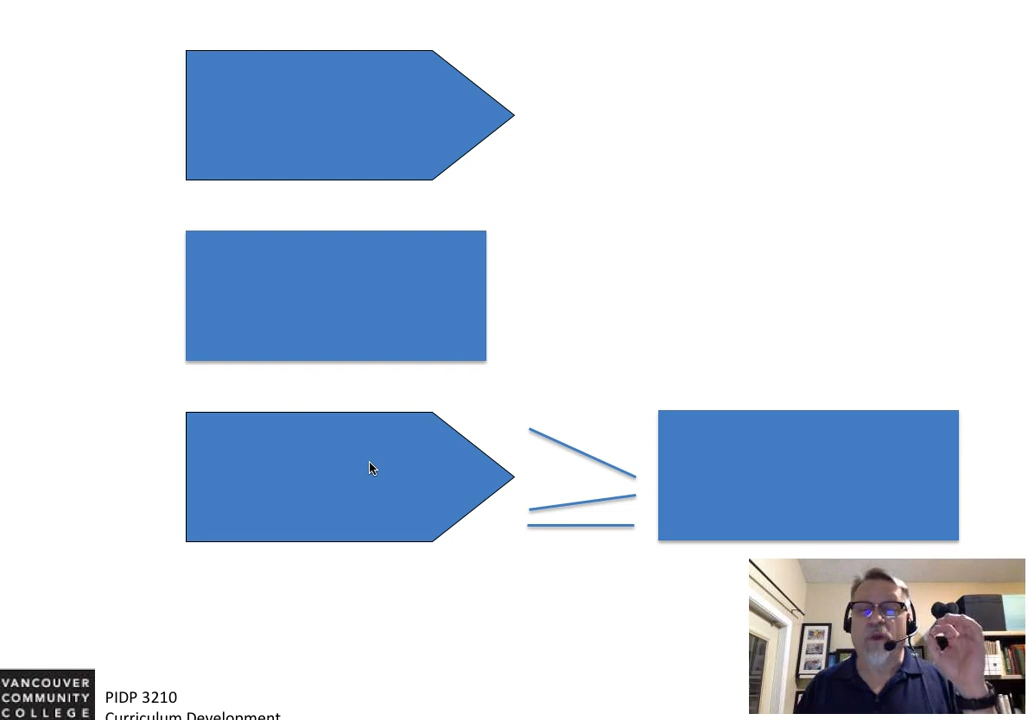 VANCOUVER
COMMUNITY
COLLEGE
PIDP 3210
Curriculum Development